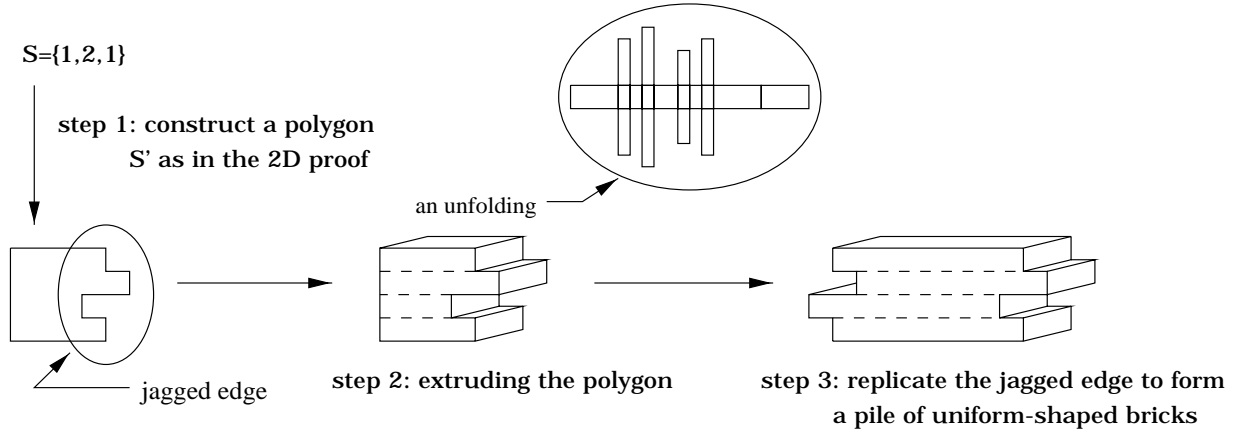 S={1,2,1}
step 1: construct a polygon
S' as in the 2D proof
an unfolding
jagged edge
step 2: extruding the polygon
step 3: replicate the jagged edge to form
a pile of uniform-shaped bricks